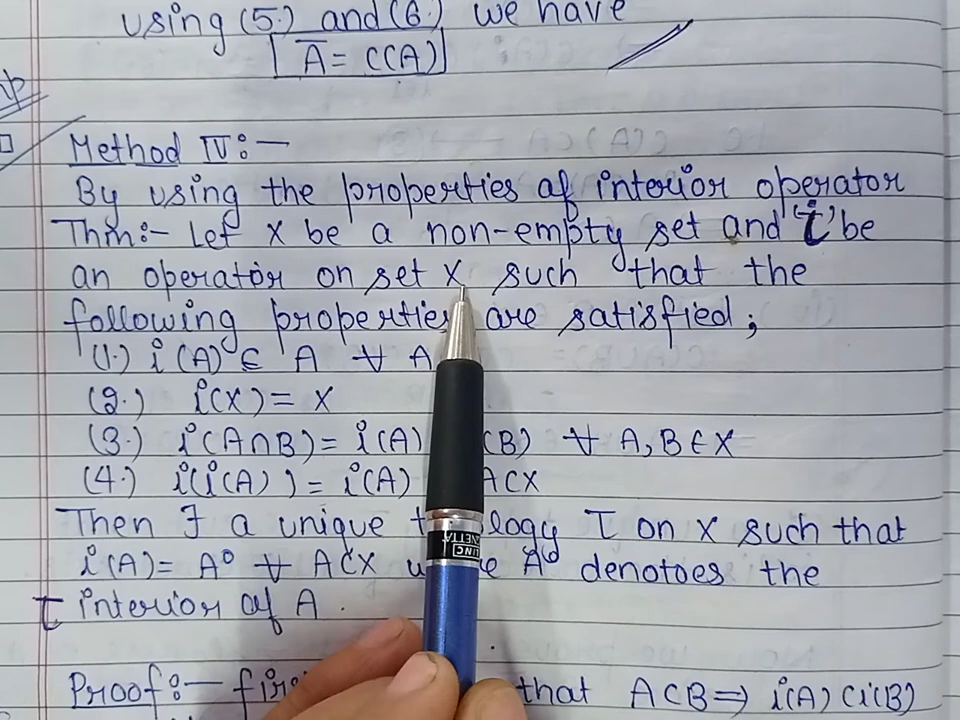 using (5.) and (6.) we have
A̅ = C(A)
Method IV:-
By using the properties of interior operator
Thm:- Let X be a non-empty set and 'i' be
an operator on set X such that the
following properties are satisfied;
(1.) i(A) ⊆ A ∀ A
(2.) i(X) = X
(3.) i(A∩B) = i(A) (B) ∀ A, B ∈ X
(4.) i(i(A)) = i(A) A⊂X
Then ∃ a unique t logy T on X such that
i(A) = A° ∀ A⊂X w e A° denotoes the
t interior of A.
Proof:- fir that A⊂B ⇒ i(A) ⊂ i(B)